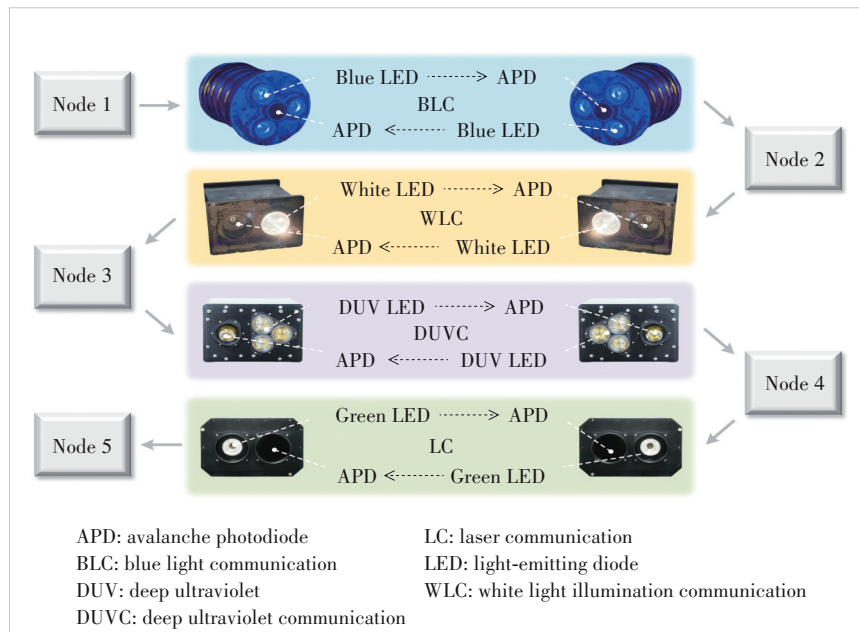 Node 1
Blue LED APD
BLC
APD Blue LED
Node 2
White LED APD
WLC
APD White LED
Node 3
DUV LED APD
DUVC
APD DUV LED
Node 4
Green LED APD
LC
APD Green LED
Node 5
APD: avalanche photodiode
BLC: blue light communication
DUV: deep ultraviolet
DUVC: deep ultraviolet communication
LC: laser communication
LED: light-emitting diode
WLC: white light illumination communication